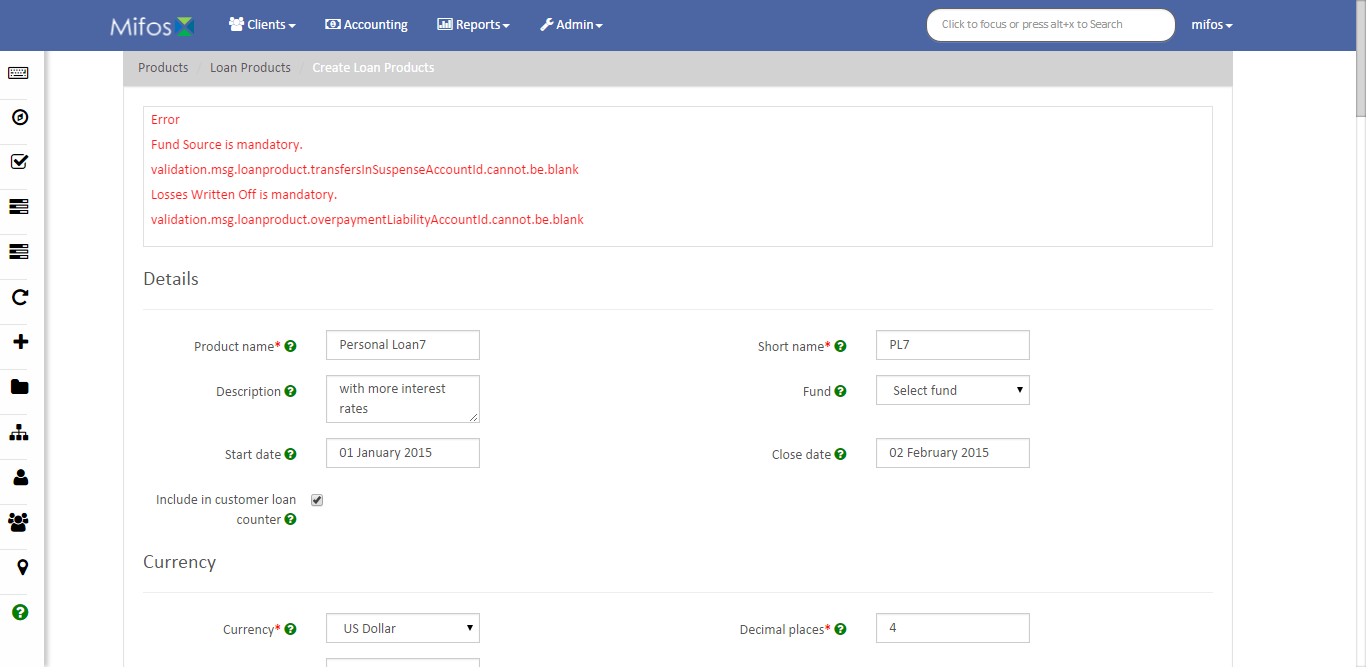 Mifos Clients Accounting Reports Admin Click to focus or press alt+x to Search mifos
Products / Loan Products / Create Loan Products
Error
Fund Source is mandatory.
validation.msg.loanproduct.transfersInSuspenseAccountId.cannot.be.blank
Losses Written Off is mandatory.
validation.msg.loanproduct.overpaymentLiabilityAccountId.cannot.be.blank
Details
Product name* Personal Loan7 Short name* PL7
Description with more interest
rates
Fund Select fund
Start date 01 January 2015 Close date 02 February 2015
Include in customer loan
counter
Currency
Currency* US Dollar Decimal places* 4